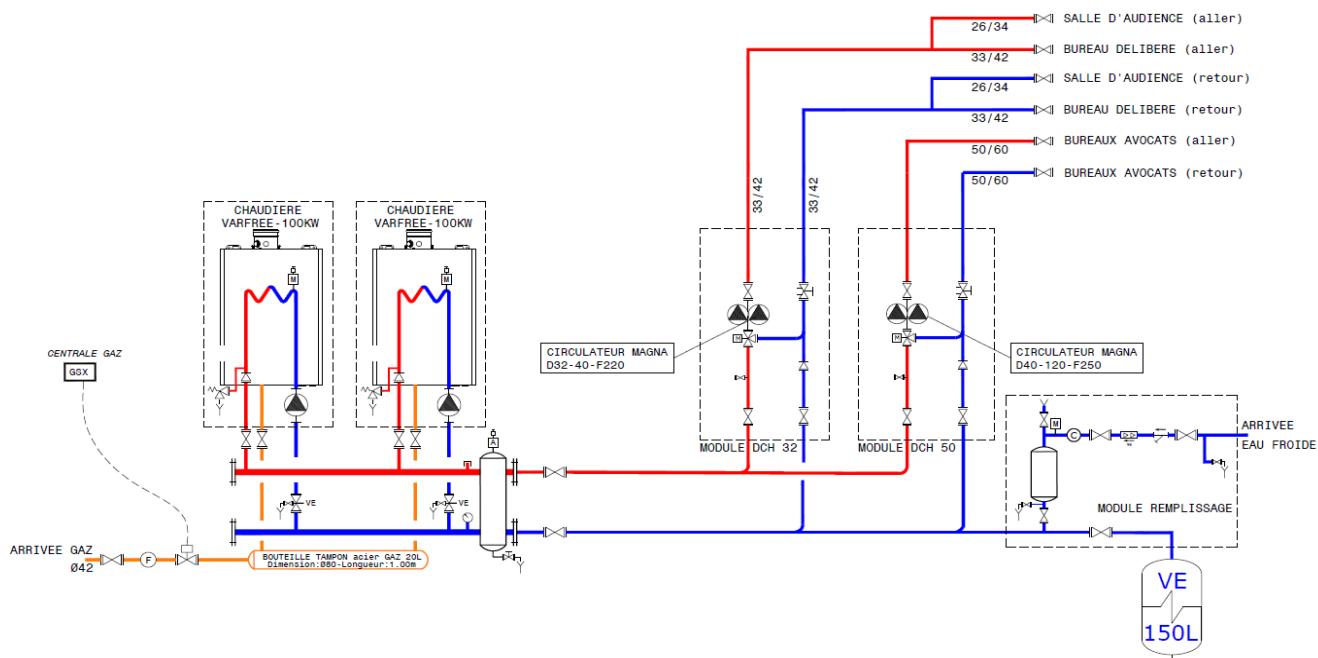 SALLE D'AUDIENCE (aller)
26/34
BUREAU DELIBERE (aller)
33/42
SALLE D'AUDIENCE (retour)
26/34
BUREAU DELIBERE (retour)
33/42
BUREAUX AVOCATS (aller)
50/60
BUREAUX AVOCATS (retour)
50/60
33/42
33/42
CHAUDIERE
VARFREE-100KW
CHAUDIERE
VARFREE-100KW
M
M
CENTRALE GAZ
GSX
CIRCULATEUR MAGNA
D32-40-F220
M
M
CIRCULATEUR MAGNA
D40-120-F250
MODULE DCH 32
MODULE DCH 50
A
M
C
ARRIVEE
EAU FROIDE
VE
VE
MODULE REMPLISSAGE
ARRIVEE GAZ
Ø42
F
BOUTEILLE TAMPON acier GAZ 20L
Dimension:Ø80-Longueur:1.00m
VE
150L